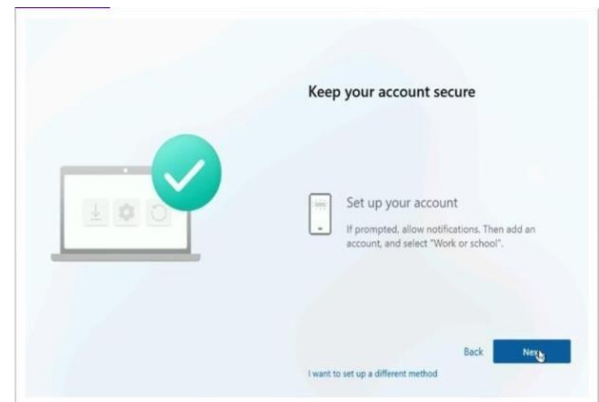 Keep your account secure
Set up your account
If prompted, allow notifications. Then add an
account, and select "Work or school".
Back
Next
I want to set up a different method